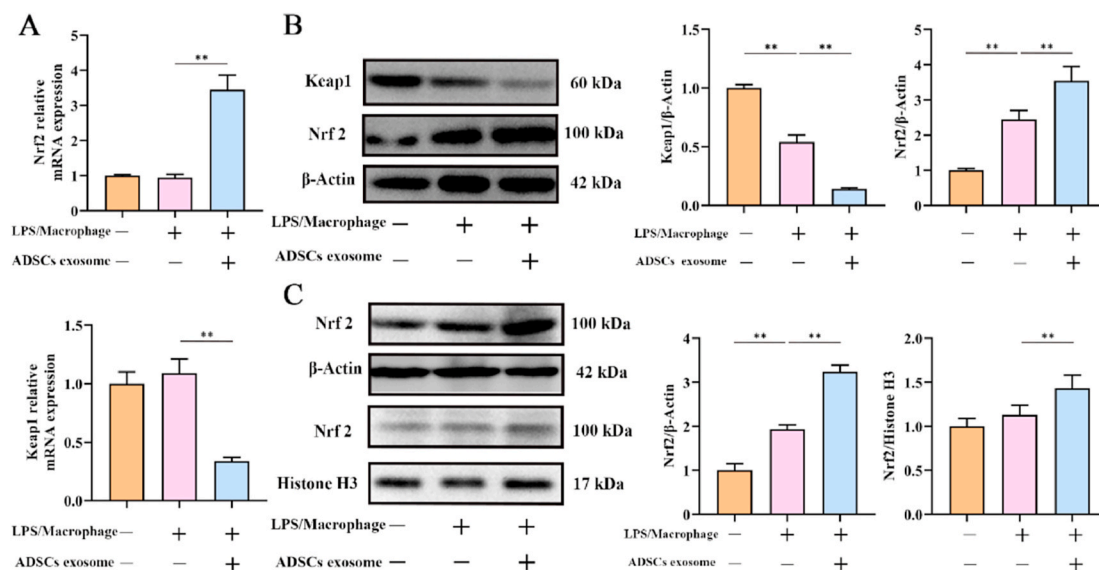 A
Nrf2 relative
mRNA expression
5
4
3
2
1
0
**
LPS/Macrophage — + +
ADSCs exosome — — +
B
Kcap1 60 kDa
Nrf 2 100 kDa
β-Actin 42 kDa
LPS/Macrophage — + +
ADSCs exosome — — +
Kcap1/β-Actin
1.5
1.0
0.5
0.0
** **
LPS/Macrophage — + +
ADSCs exosome — — +
Nrf2/β-Actin
5
4
3
2
1
0
** **
— + +
— — +
Kcap1 relative
mRNA expression
1.5
1.0
0.5
0.0
**
LPS/Macrophage — + +
ADSCs exosome — — +
C
Nrf 2 100 kDa
β-Actin 42 kDa
Nrf 2 100 kDa
Histone H3 17 kDa
LPS/Macrophage — + +
ADSCs exosome — — +
Nrf2/β-Actin
4
3
2
1
0
** **
LPS/Macrophage — + +
ADSCs exosome — — +
Nrf2/Histone H3
2.0
1.5
1.0
0.5
0.0
**
— + +
— — +